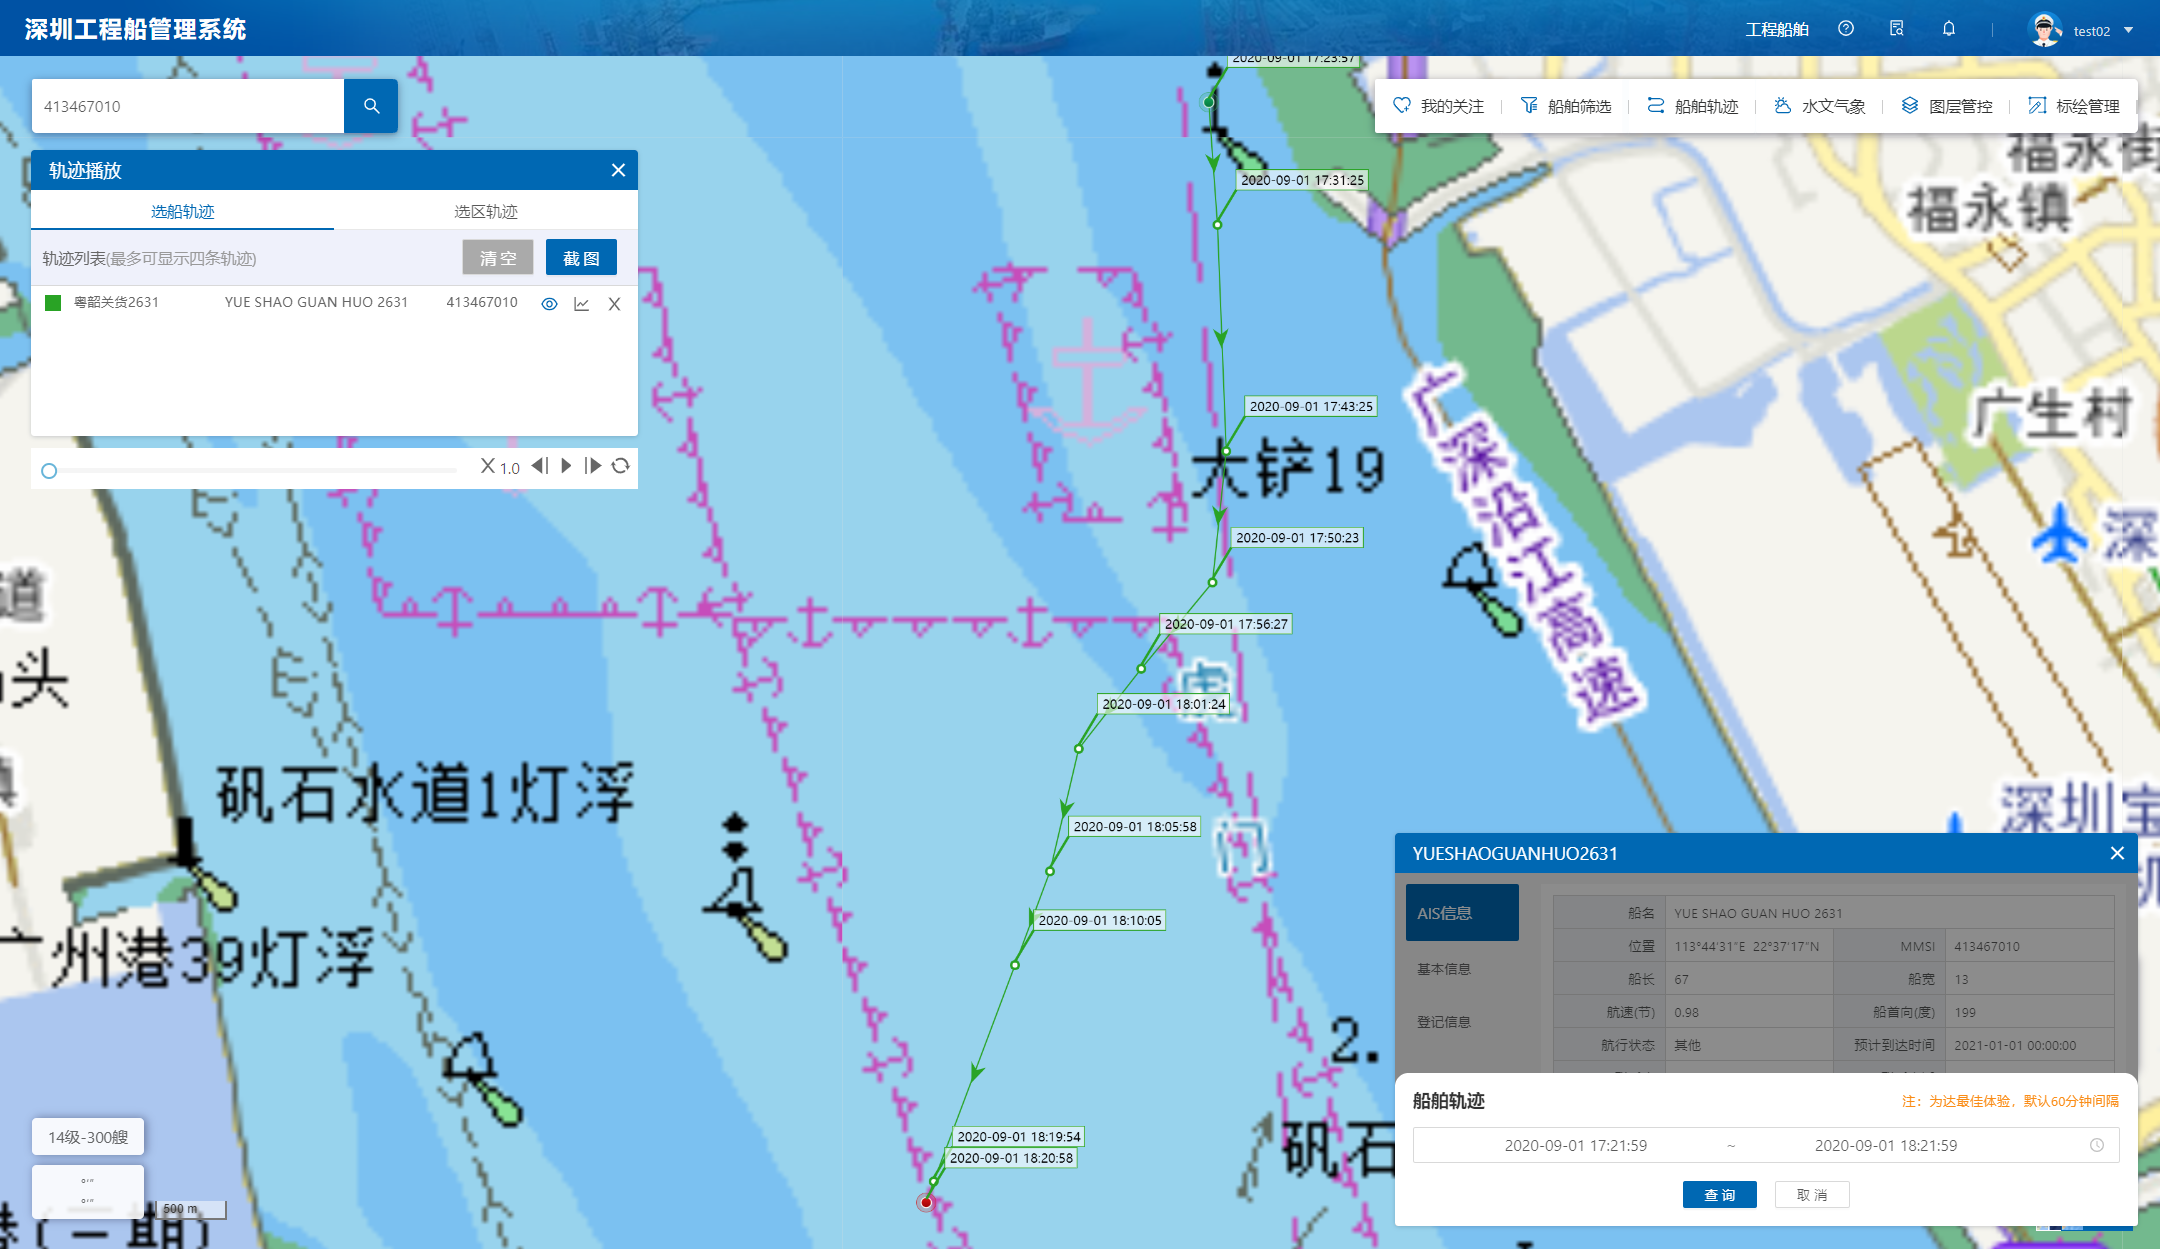 深圳工程船管理系统
工程船舶
test02
413467010
我的关注
船舶筛选
船舶轨迹
水文气象
图层管控
标绘管理
轨迹播放
选船轨迹
选区轨迹
轨迹列表(最多可显示四条轨迹)
清空
截图
粤韶关货2631
YUE SHAO GUAN HUO 2631
413467010
X 1.0
2020-09-01 17:23:57
2020-09-01 17:31:25
2020-09-01 17:43:25
2020-09-01 17:50:23
2020-09-01 17:56:27
2020-09-01 18:01:24
2020-09-01 18:05:58
2020-09-01 18:10:05
2020-09-01 18:19:54
2020-09-01 18:20:58
福永街
福永镇
广生村
大铲19
广深沿江高速
深
虎门
道
头
镇
矾石水道1灯浮
广州港39灯浮
深圳宝
机
2.
矾石
港(二期)
14级-300艘
°′″
°′″
500 m
YUESHAOGUANHUO2631
AIS信息
基本信息
登记信息
船名 YUE SHAO GUAN HUO 2631
位置 113°44'31"E 22°37'17"N MMSI 413467010
船长 67 船宽 13
航速(节) 0.98 船首向(度) 199
航行状态 其他 预计到达时间 2021-01-01 00:00:00
船舶轨迹
注：为达最佳体验，默认60分钟间隔
2020-09-01 17:21:59 ~ 2020-09-01 18:21:59
查询
取消